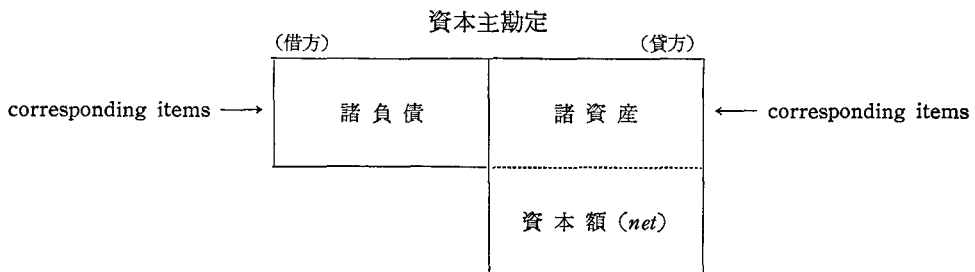 資本主勘定
(借方) (貸方)
corresponding items → 諸負債 諸資産 ← corresponding items
資本額(net)